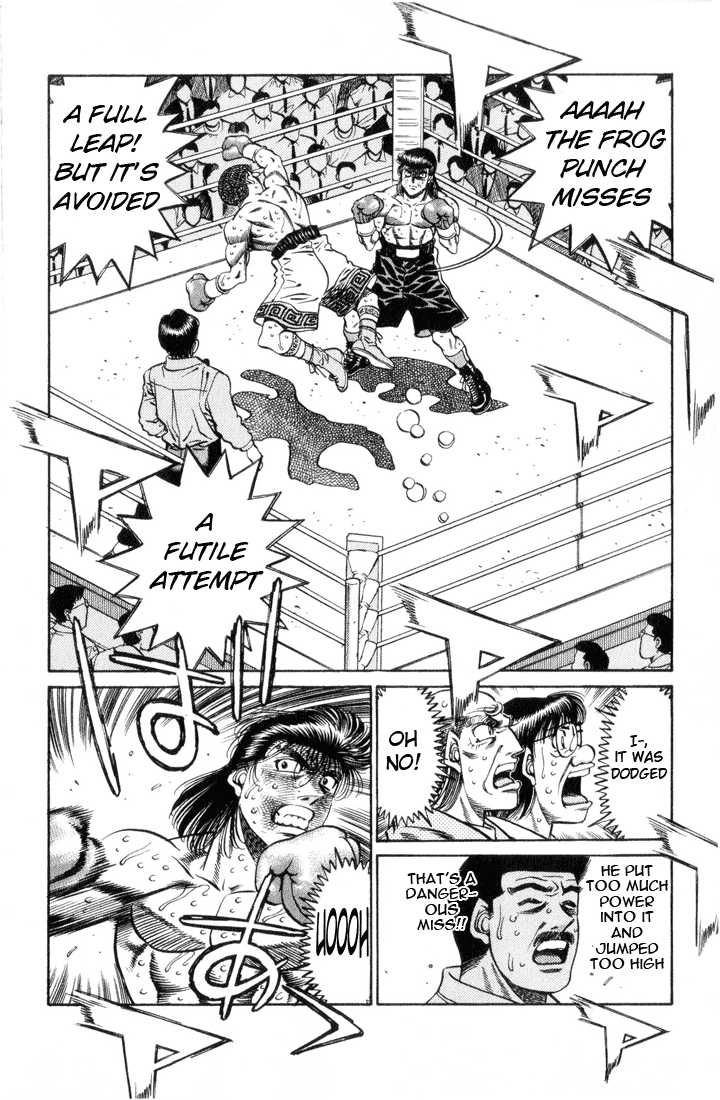 AAAAH
THE FROG
PUNCH
MISSES
A FULL
LEAP!
BUT IT'S
AVOIDED
A
FUTILE
ATTEMPT
I-,
IT WAS
DODGED
OH
NO!
HE PUT
TOO MUCH
POWER
INTO IT
AND
JUMPED
TOO HIGH
THAT'S A
DANGER-
OUS
MISS!!
UOOOH